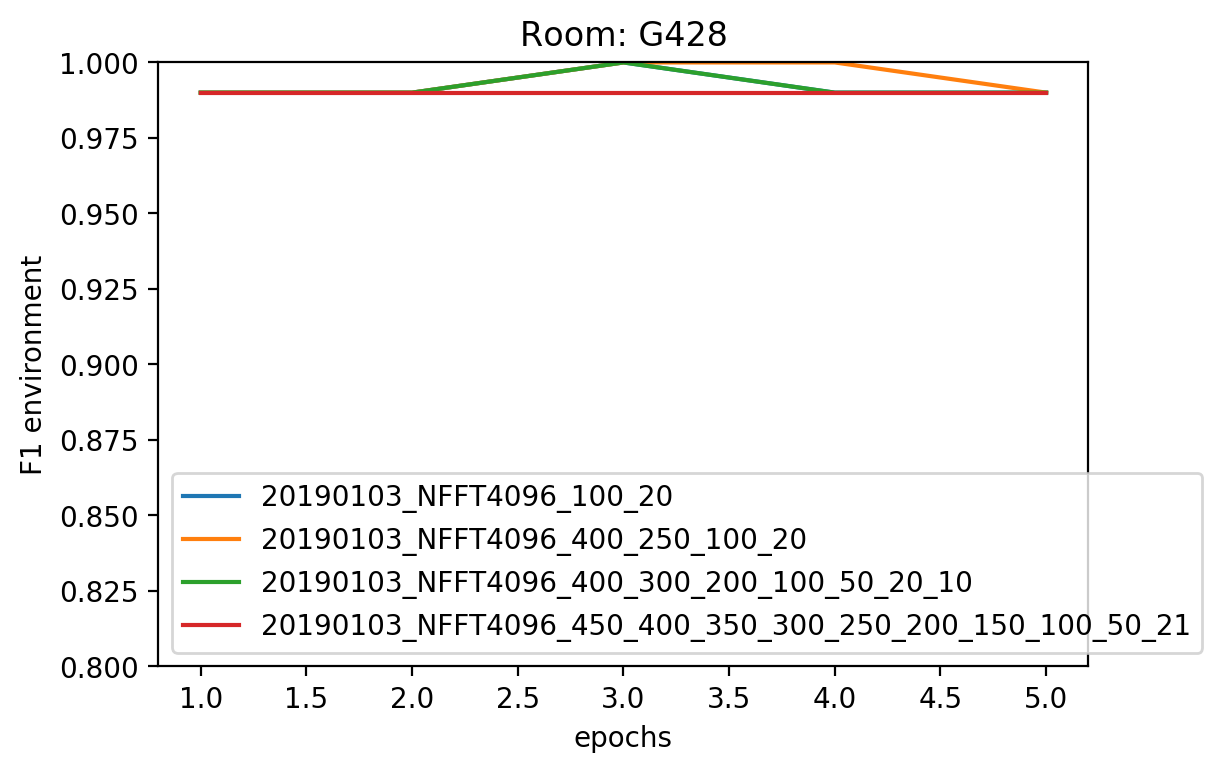 Room: G428
1.000
0.975
0.950
0.925
0.900
0.875
0.850
0.825
0.800
F1 environment
20190103_NFFT4096_100_20
20190103_NFFT4096_400_250_100_20
20190103_NFFT4096_400_300_200_100_50_20_10
20190103_NFFT4096_450_400_350_300_250_200_150_100_50_21
1.0 1.5 2.0 2.5 3.0 3.5 4.0 4.5 5.0
epochs